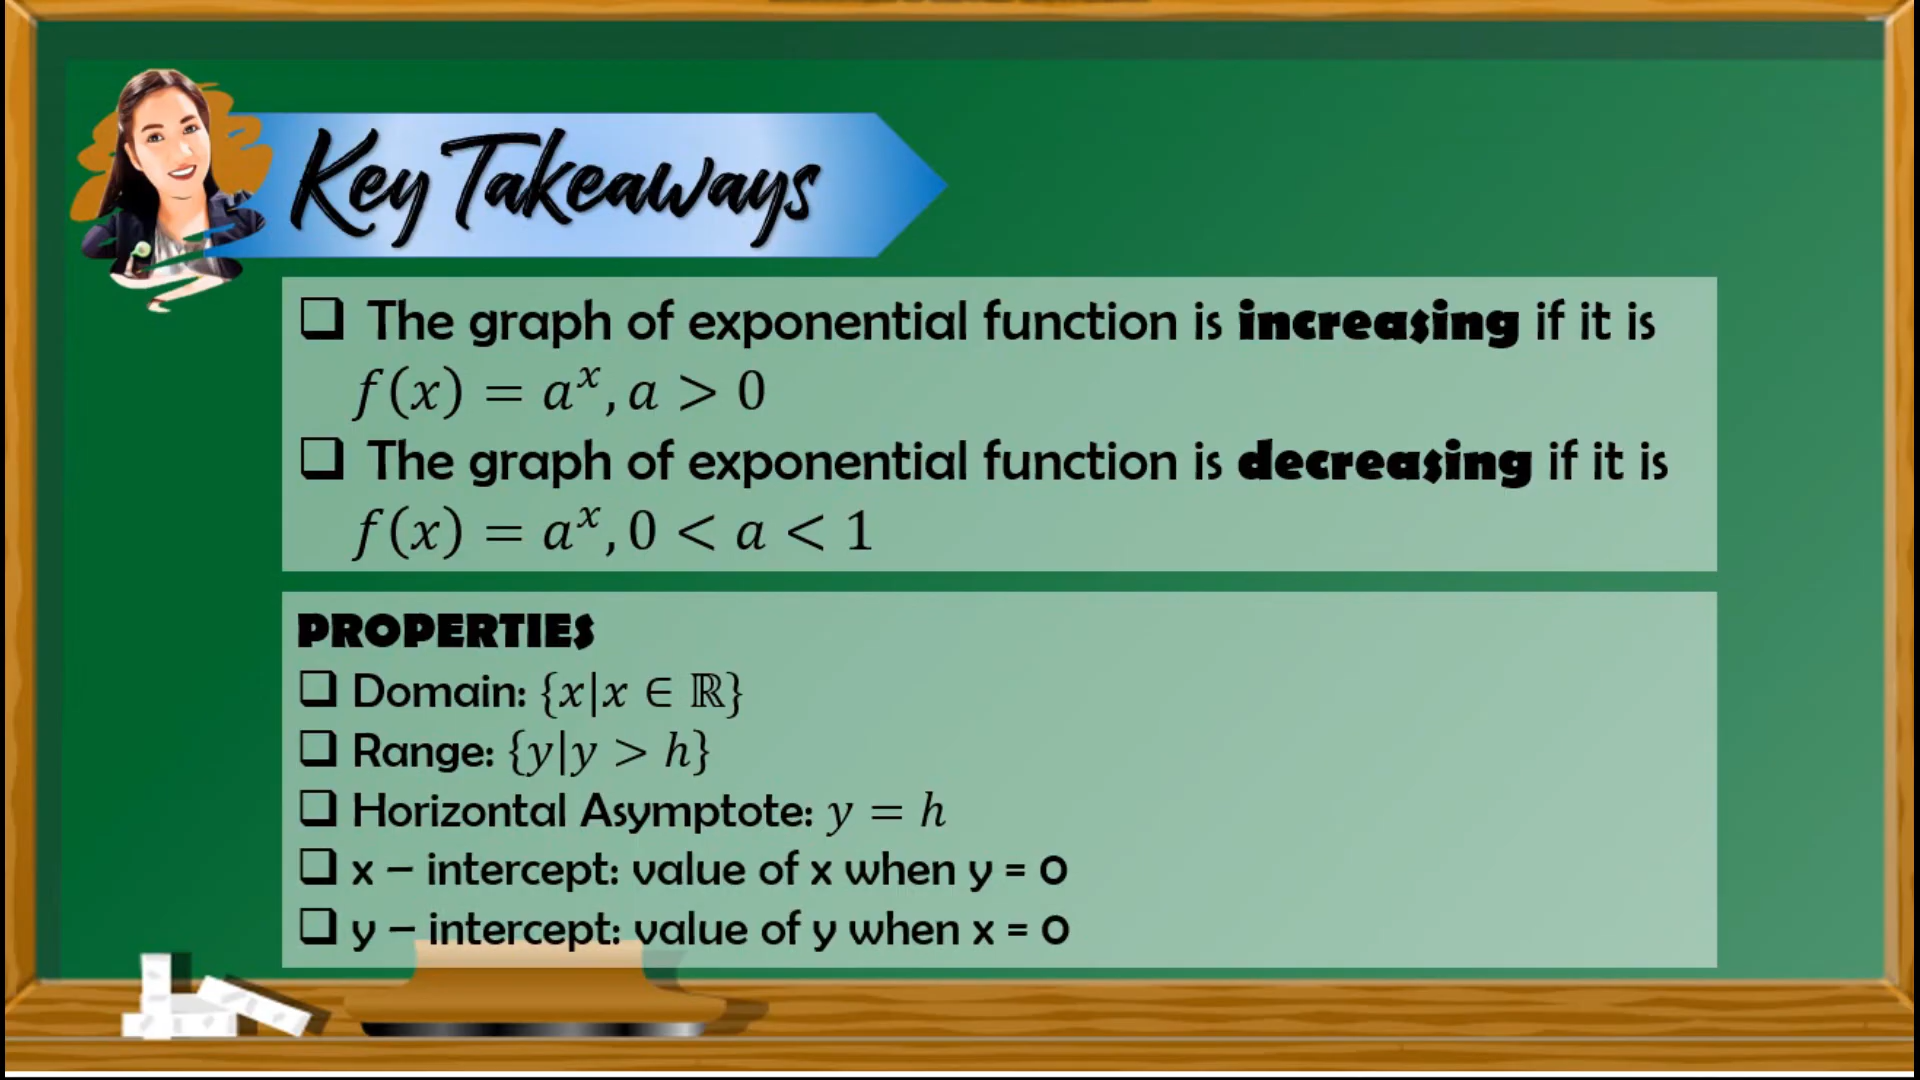 Key Takeaways
❑ The graph of exponential function is increasing if it is
f(x) = aˣ, a > 0
❑ The graph of exponential function is decreasing if it is
f(x) = aˣ, 0 < a < 1
PROPERTIES
❑ Domain: {x|x ∈ ℝ}
❑ Range: {y|y > h}
❑ Horizontal Asymptote: y = h
❑ x – intercept: value of x when y = 0
❑ y – intercept: value of y when x = 0